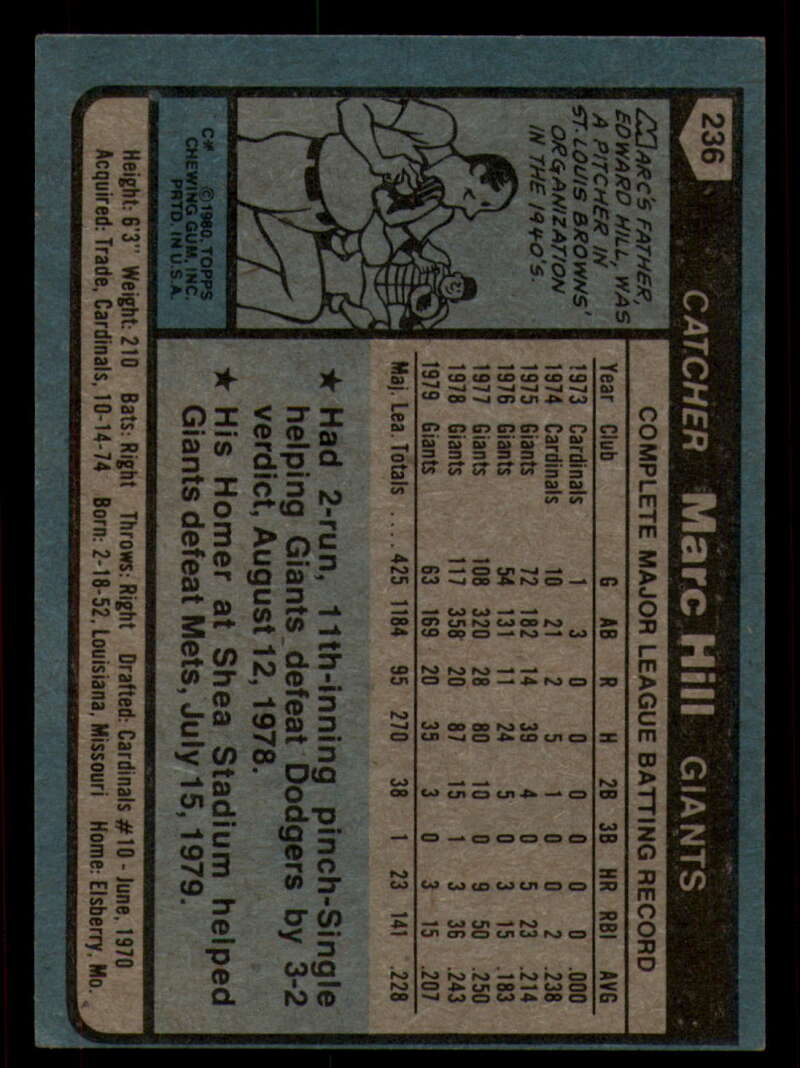 236
CATCHER Marc Hill GIANTS
MARC'S FATHER,
EDWARD HILL, WAS
A PITCHER IN
ST. LOUIS BROWNS'
ORGANIZATION
IN THE 1940'S.
COMPLETE MAJOR LEAGUE BATTING RECORD
Year Club G AB R H 2B 3B HR RBI AVG
1973 Cardinals 1 3 0 0 0 0 0 0 .000
1974 Cardinals 10 21 2 5 1 0 0 2 .238
1975 Giants 72 182 14 39 4 0 5 23 .214
1976 Giants 54 131 11 24 5 0 3 15 .183
1977 Giants 108 320 28 80 10 0 9 50 .250
1978 Giants 117 358 20 87 15 1 3 36 .243
1979 Giants 63 169 20 35 3 0 3 15 .207
Maj. Lea. Totals .... 425 1184 95 270 38 1 23 141 .228
★ Had 2-run, 11th-inning pinch-Single
helping Giants defeat Dodgers by 3-2
verdict, August 12, 1978.
★ His Homer at Shea Stadium helped
Giants defeat Mets, July 15, 1979.
C* ©1980, TOPPS
CHEWING GUM, INC.
PRTD. IN U.S.A.
Height: 6'3" Weight: 210 Bats: Right Throws: Right Drafted: Cardinals #10 - June, 1970
Acquired: Trade, Cardinals, 10-14-74 Born: 2-18-52, Louisiana, Missouri Home: Elsberry, Mo.